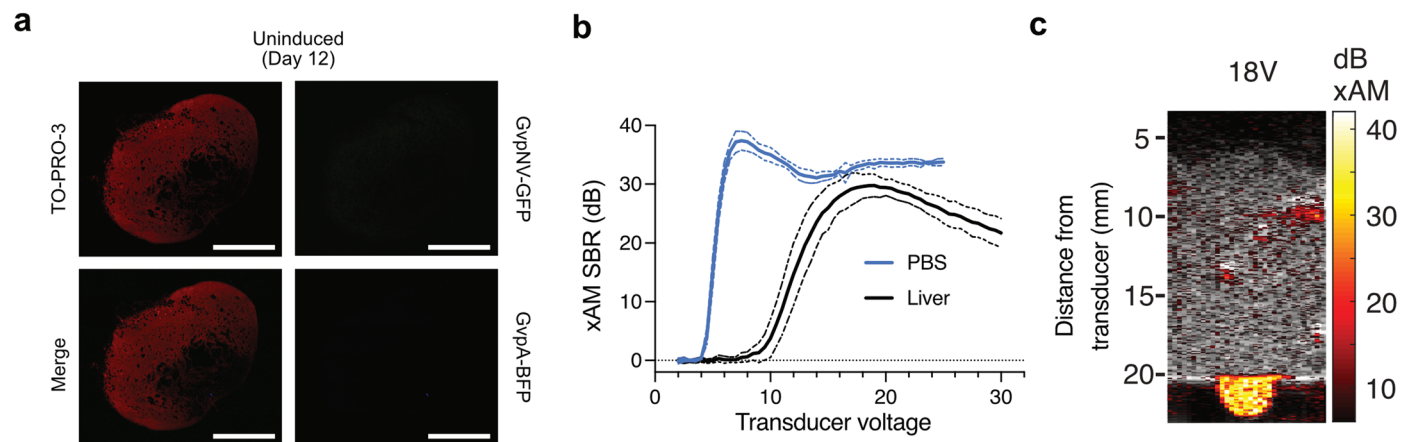 a
Uninduced
(Day 12)
TO-PRO-3
GvpNV-GFP
Merge
GvpA-BFP
b
xAM SBR (dB)
40
30
20
10
0
0
10
20
30
Transducer voltage
PBS
Liver
c
18V
dB
xAM
Distance from
transducer (mm)
5
10
15
20
40
30
20
10